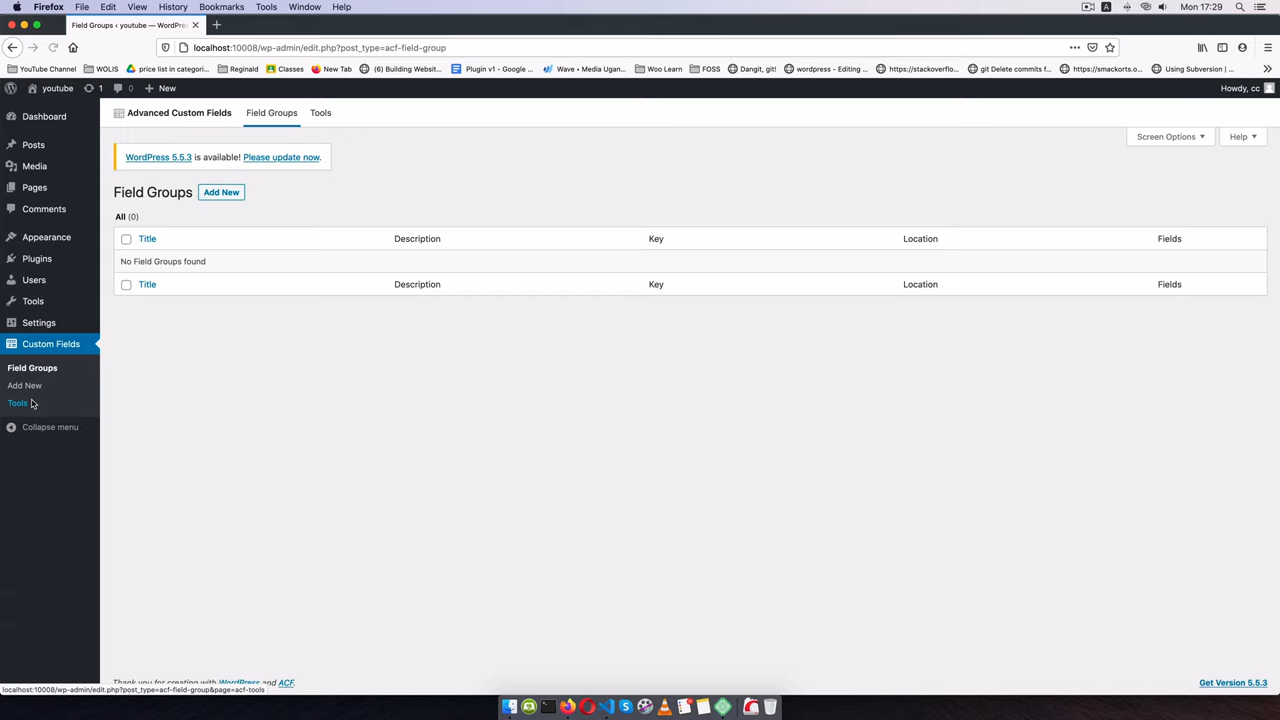 Firefox File Edit View History Bookmarks Tools Window Help A Mon 17:29
Field Groups ‹ youtube — WordPre
localhost:10008/wp-admin/edit.php?post_type=acf-field-group
YouTube Channel WOLIS price list in categori... Reginald Classes New Tab (6) Building Websit... Plugin v1 - Google ... Wave • Media Ugan... Woo Learn FOSS Dangit, git! wordpress - Editing ... https://stackoverflo... git Delete commits f... https://smackorts.o... Using Subversion |...
youtube 1 0 New Howdy, cc
Dashboard
Posts
Media
Pages
Comments
Appearance
Plugins
Users
Tools
Settings
Custom Fields
Field Groups
Add New
Tools
Collapse menu
Advanced Custom Fields Field Groups Tools
Screen Options Help
WordPress 5.5.3 is available! Please update now.
Field Groups Add New
All (0)
Title Description Key Location Fields
No Field Groups found
Title Description Key Location Fields
Thank you for creating with WordPress and ACF. Get Version 5.5.3
localhost:10008/wp-admin/edit.php?post_type=acf-field-group&page=acf-tools